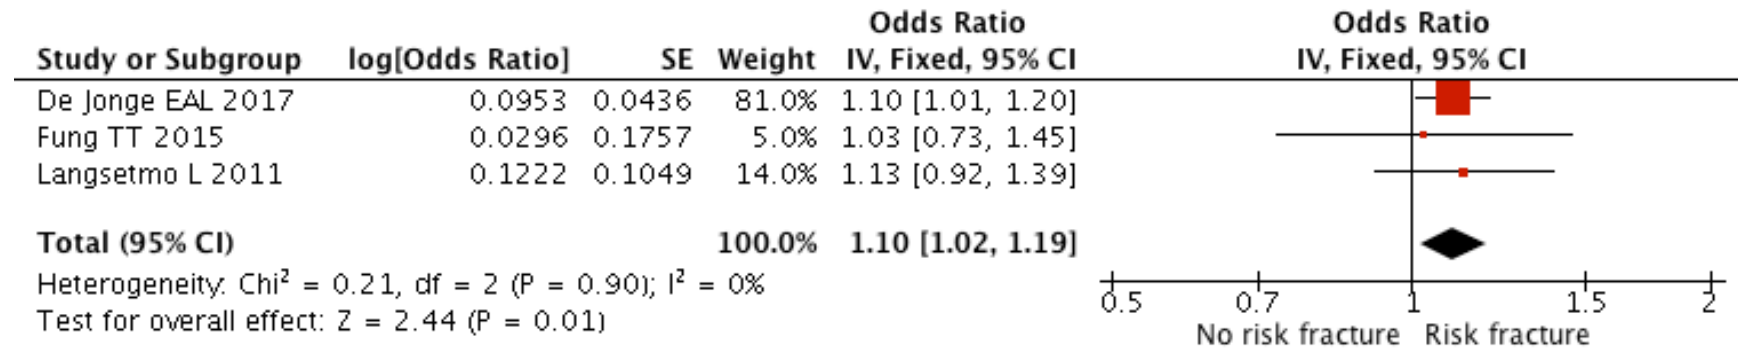 Odds Ratio Odds Ratio
Study or Subgroup log[Odds Ratio] SE Weight IV, Fixed, 95% CI IV, Fixed, 95% CI
De Jonge EAL 2017 0.0953 0.0436 81.0% 1.10 [1.01, 1.20]
Fung TT 2015 0.0296 0.1757 5.0% 1.03 [0.73, 1.45]
Langsetmo L 2011 0.1222 0.1049 14.0% 1.13 [0.92, 1.39]
Total (95% CI) 100.0% 1.10 [1.02, 1.19]
Heterogeneity: Chi² = 0.21, df = 2 (P = 0.90); I² = 0%
Test for overall effect: Z = 2.44 (P = 0.01)
0.5 0.7 1 1.5 2
No risk fracture Risk fracture